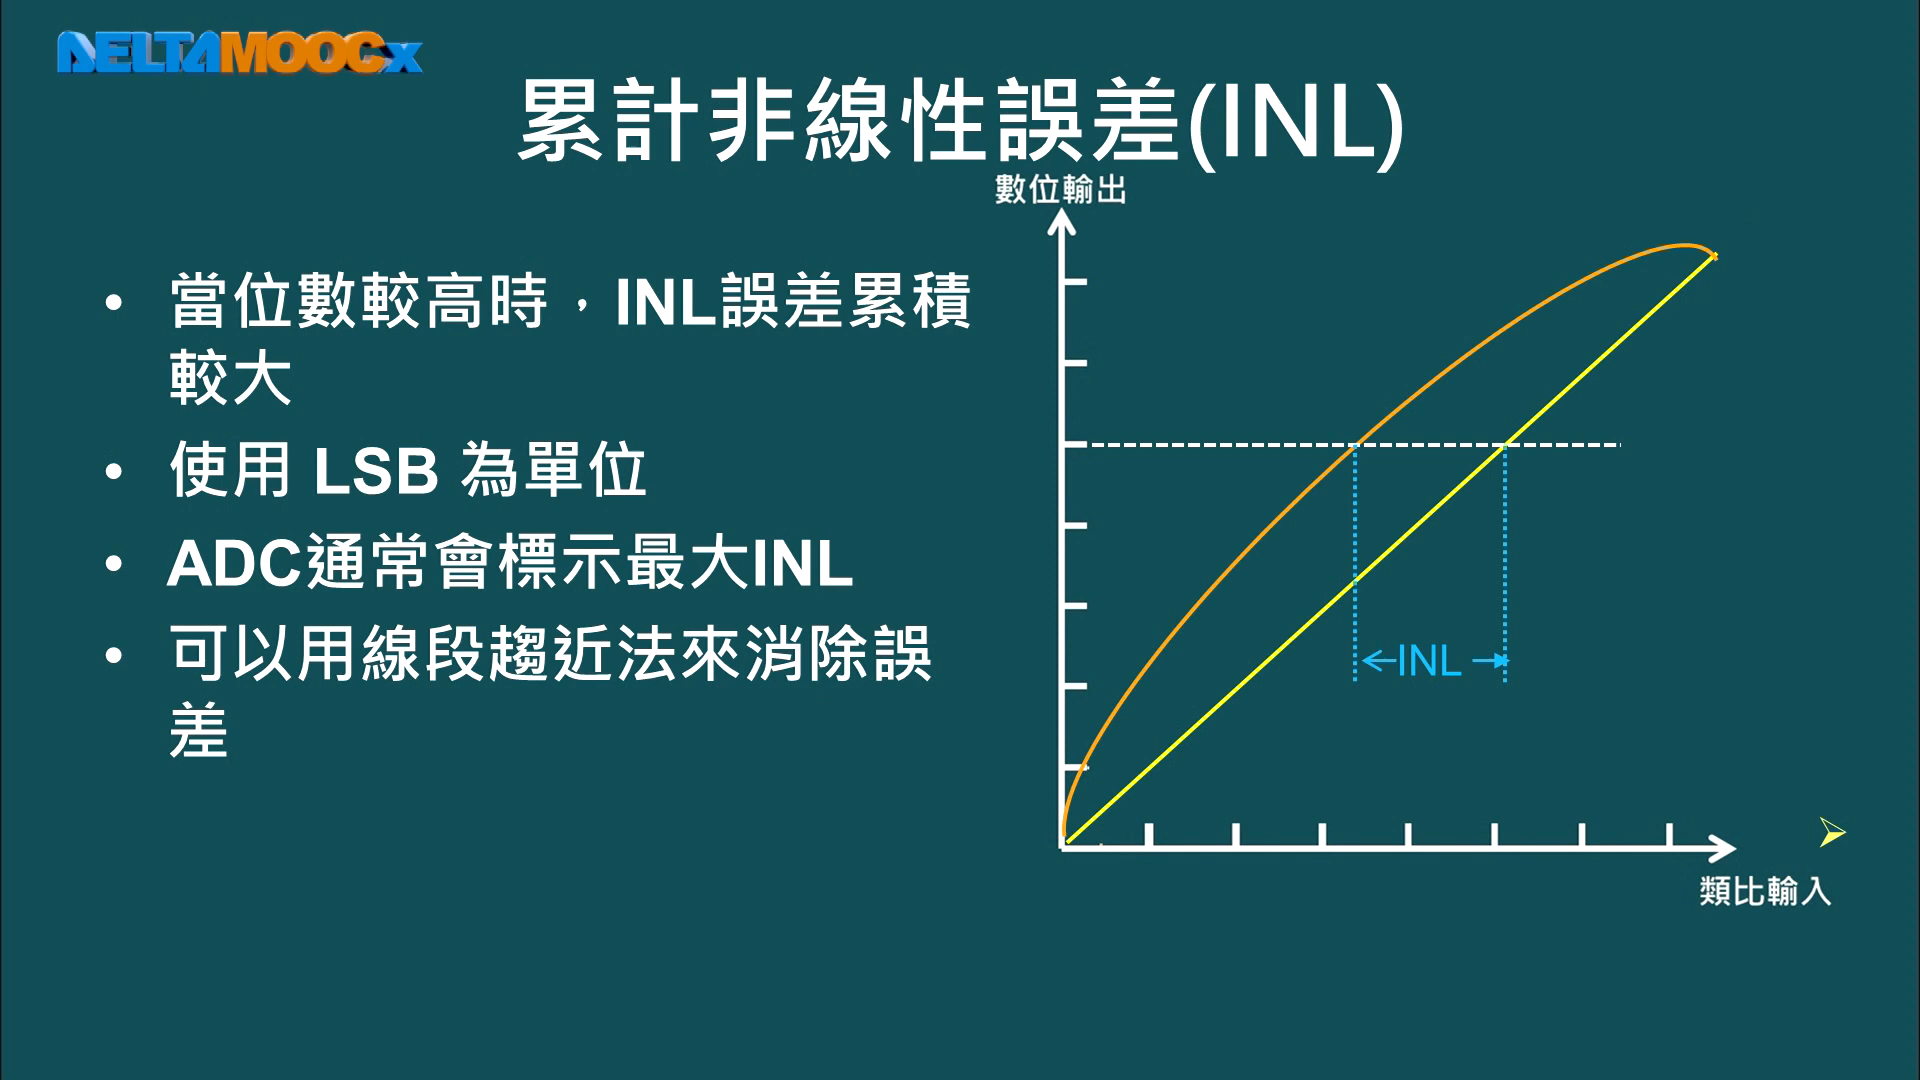 DELTAMOOCx
累計非線性誤差(INL)
數位輸出
• 當位數較高時，INL誤差累積
較大
• 使用 LSB 為單位
• ADC通常會標示最大INL
• 可以用線段趨近法來消除誤
差
INL
類比輸入